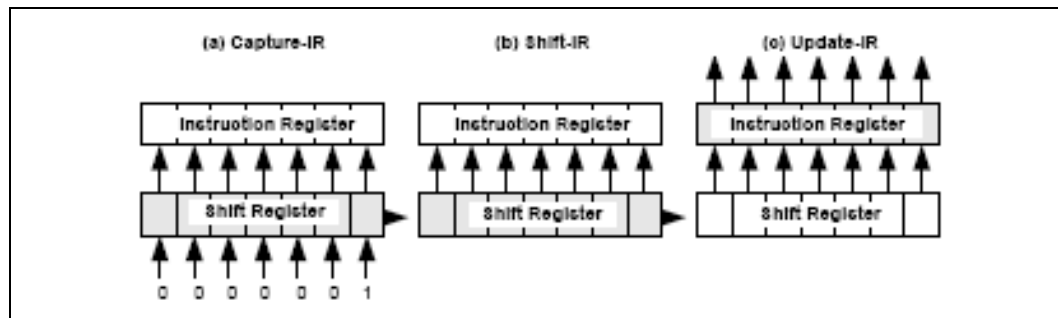 (a) Capture-IR
(b) Shift-IR
(c) Update-IR
Instruction Register
Instruction Register
Instruction Register
Shift Register
Shift Register
Shift Register
0 0 0 0 0 0 1